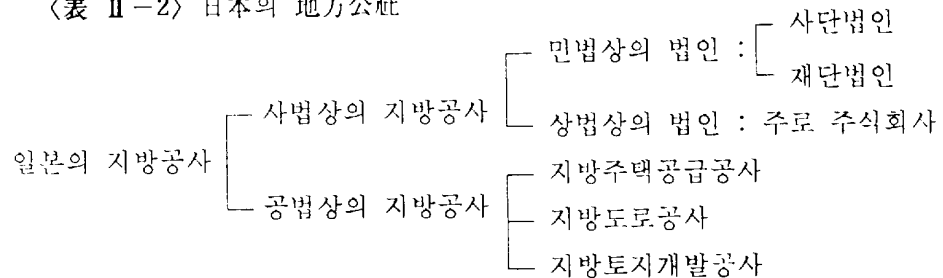 〈表 Ⅱ-2〉 日本의 地方公社
사단법인
민법상의 법인 :
재단법인
사법상의 지방공사
상법상의 법인 : 주로 주식회사
일본의 지방공사
지방주택공급공사
공법상의 지방공사
지방도로공사
지방토지개발공사